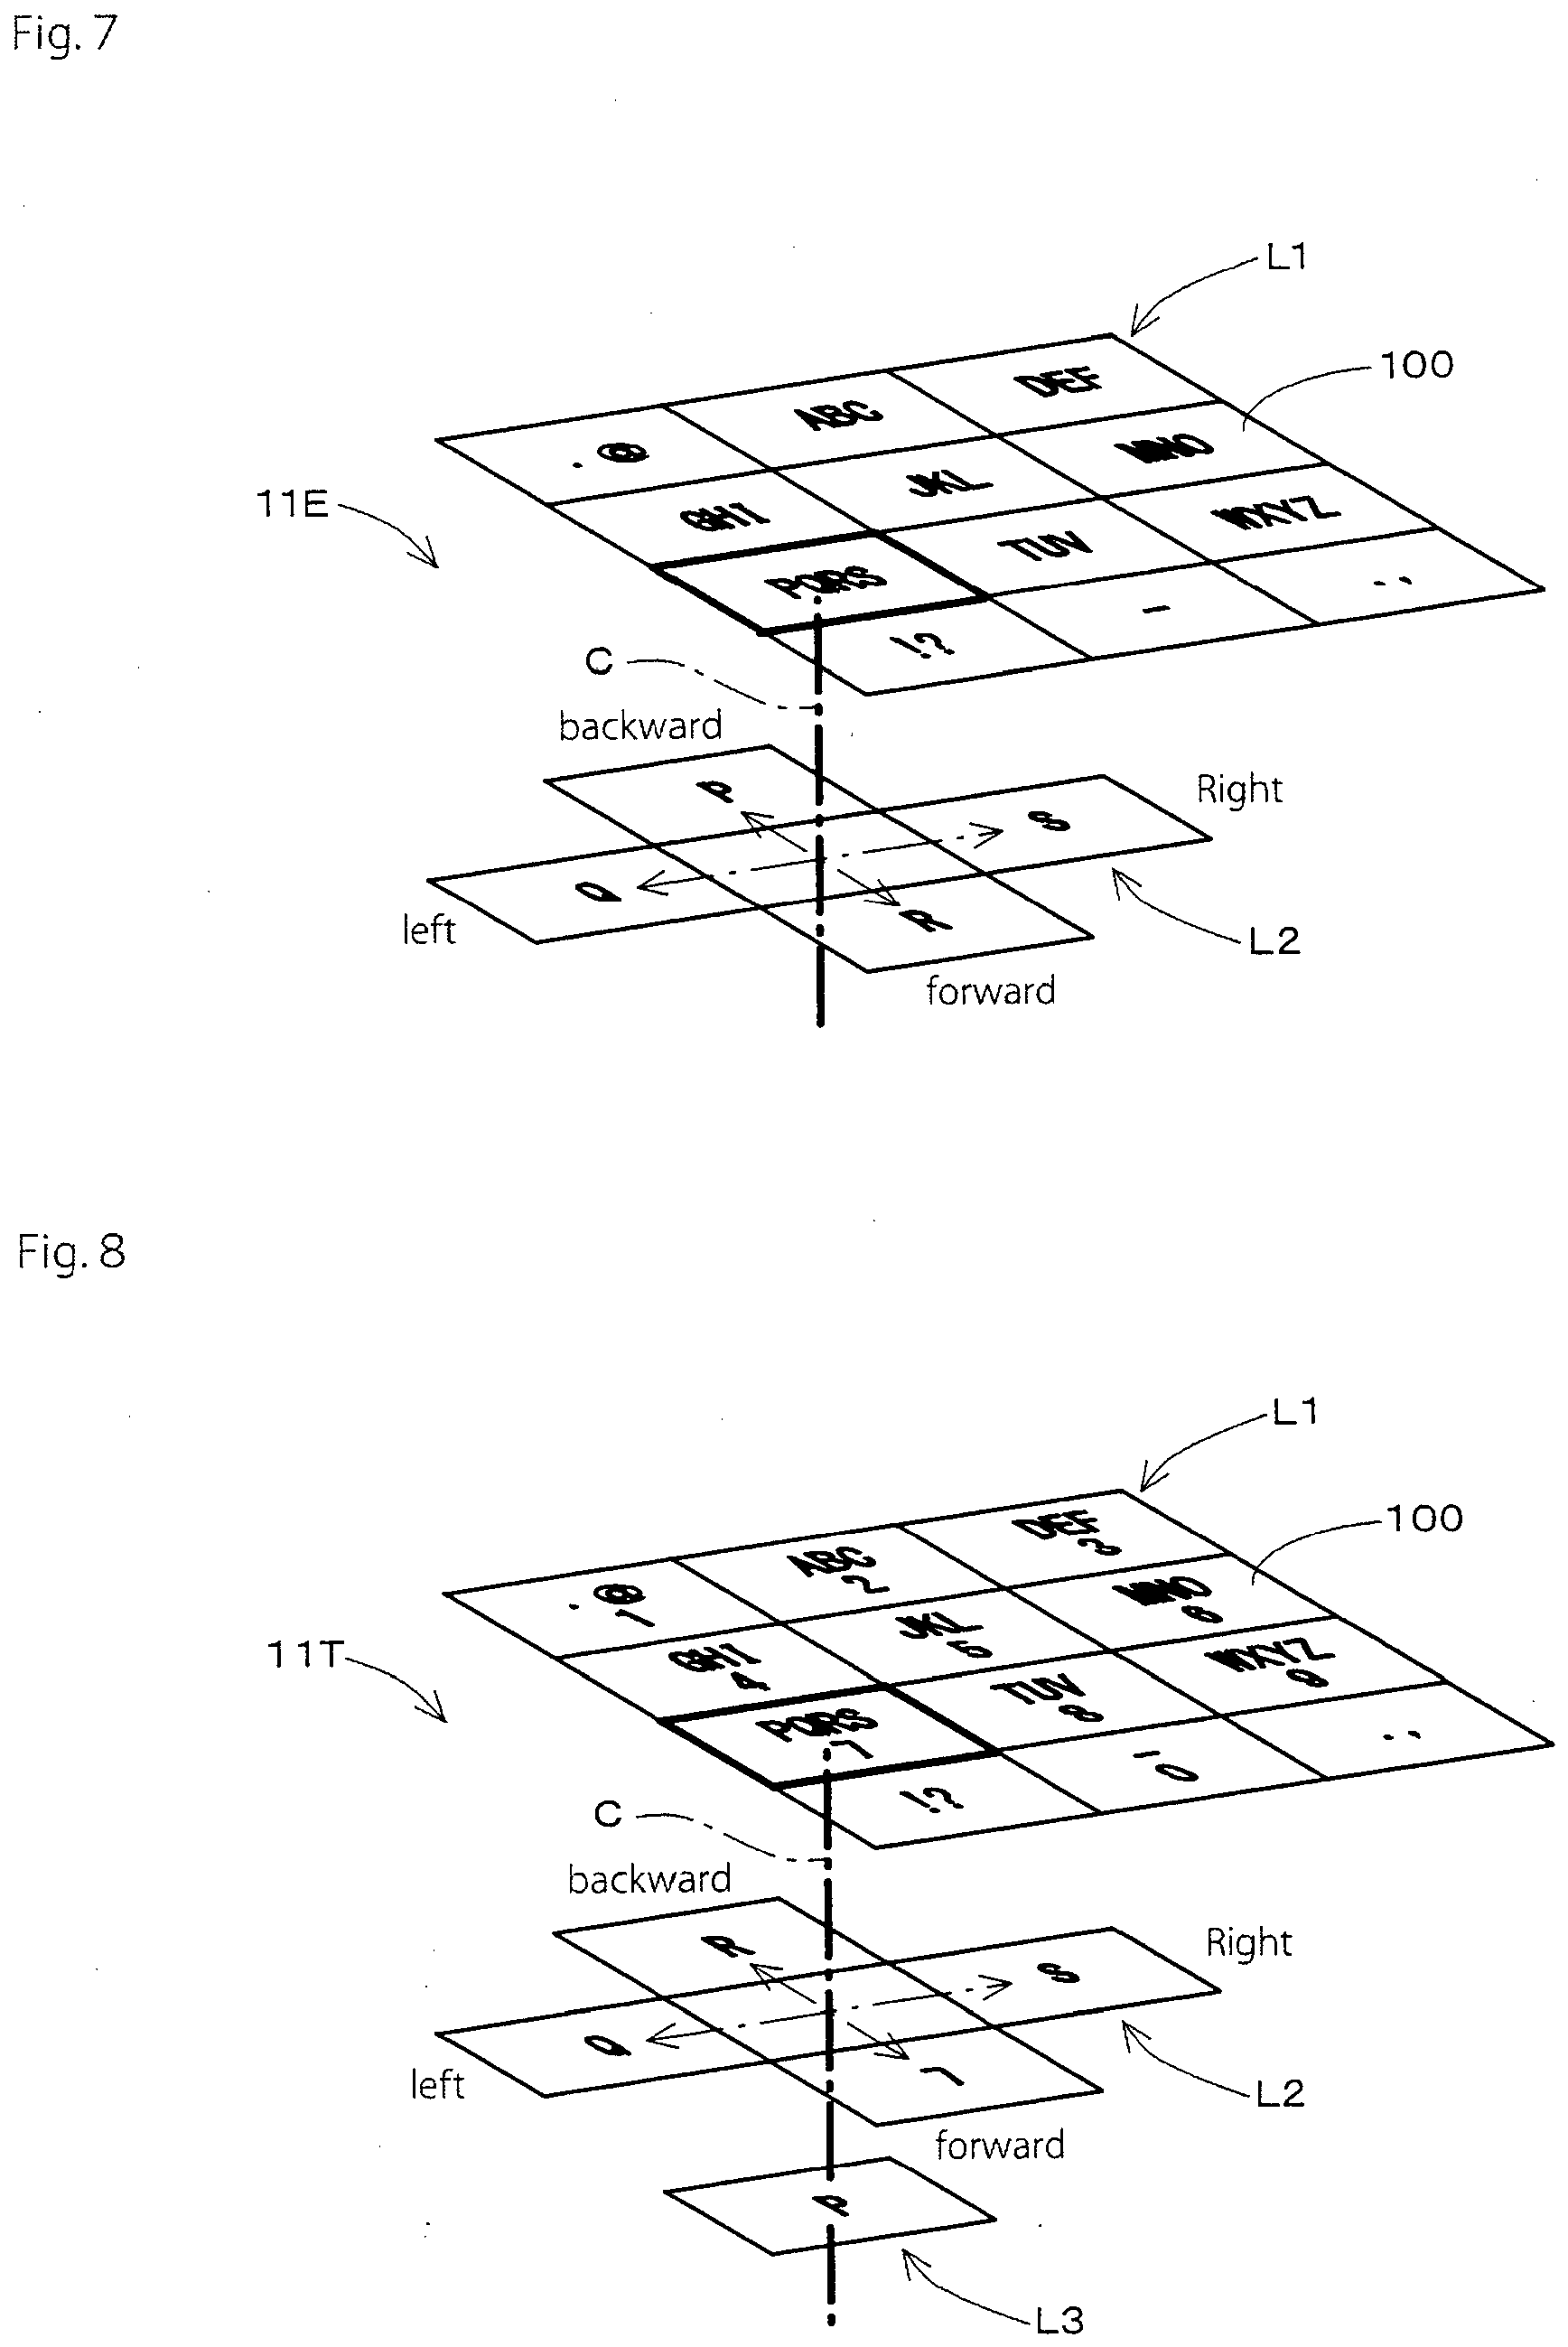 Fig. 7
L1
100
11E
. @ ABC DEF
GHI JKL MNO
PQRS TUV WXYZ
!? - . ,
C
backward
P
Right
S
Q
left
R
L2
forward
Fig. 8
L1
100
11T
. @ ABC DEF
1 2 3
GHI JKL MNO
4 5 6
PQRS TUV WXYZ
7 8 9
!? - . ,
0
C
backward
R
Right
S
Q
left
7
L2
forward
P
L3